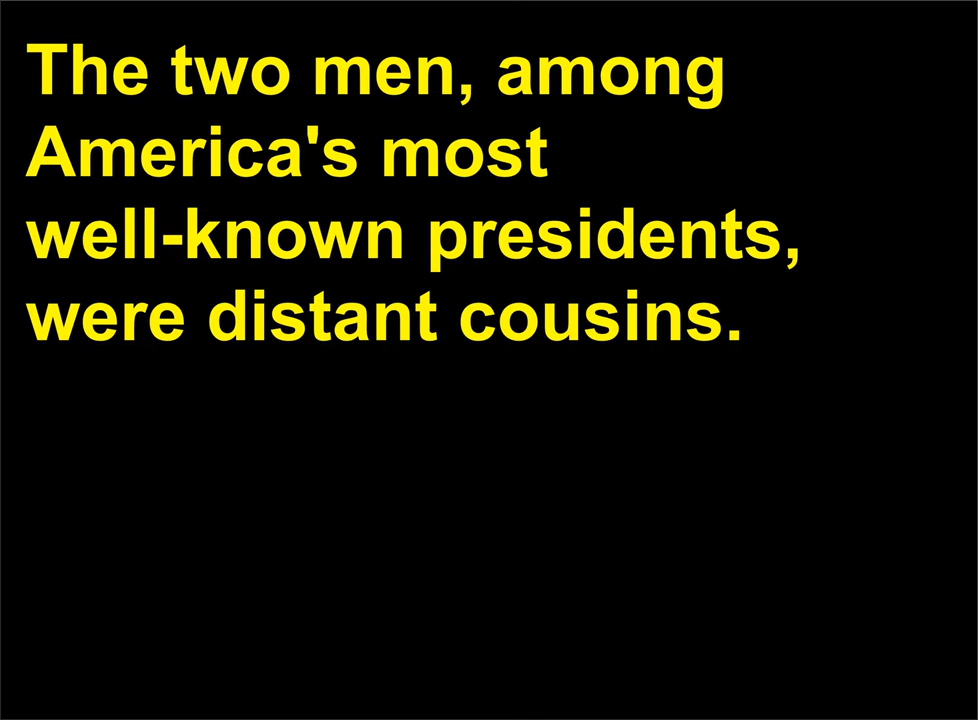 The two men, among
America's most
well-known presidents,
were distant cousins.